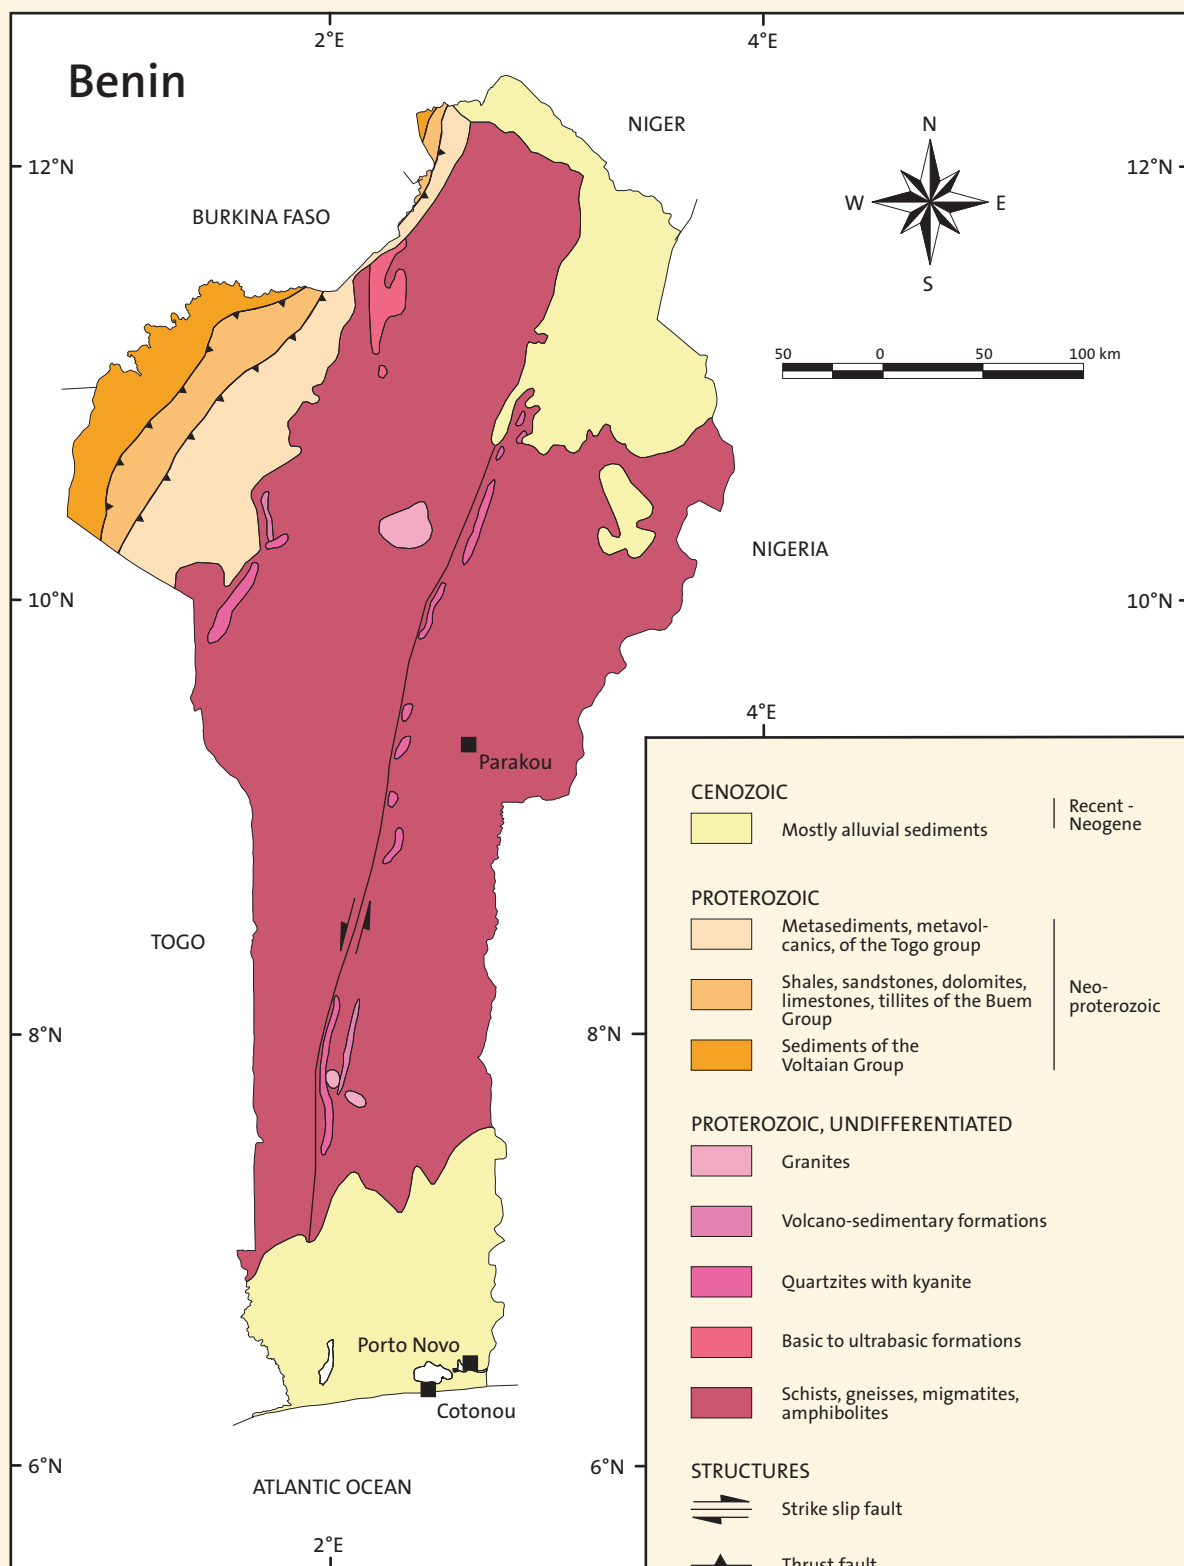 2°E
4°E
Benin
NIGER
N
12°N
12°N
W
E
BURKINA FASO
S
50
0
50
100 km
NIGERIA
10°N
10°N
4°E
Parakou
CENOZOIC
Mostly alluvial sediments
Recent -
Neogene
PROTEROZOIC
Metasediments, metavol-
canics, of the Togo group
Shales, sandstones, dolomites,
limestones, tillites of the Buem
Group
Neo-
proterozoic
Sediments of the
Voltaian Group
TOGO
8°N
8°N
PROTEROZOIC, UNDIFFERENTIATED
Granites
Volcano-sedimentary formations
Quartzites with kyanite
Basic to ultrabasic formations
Schists, gneisses, migmatites,
amphibolites
Porto Novo
Cotonou
6°N
6°N
ATLANTIC OCEAN
STRUCTURES
Strike slip fault
Thrust fault
2°E